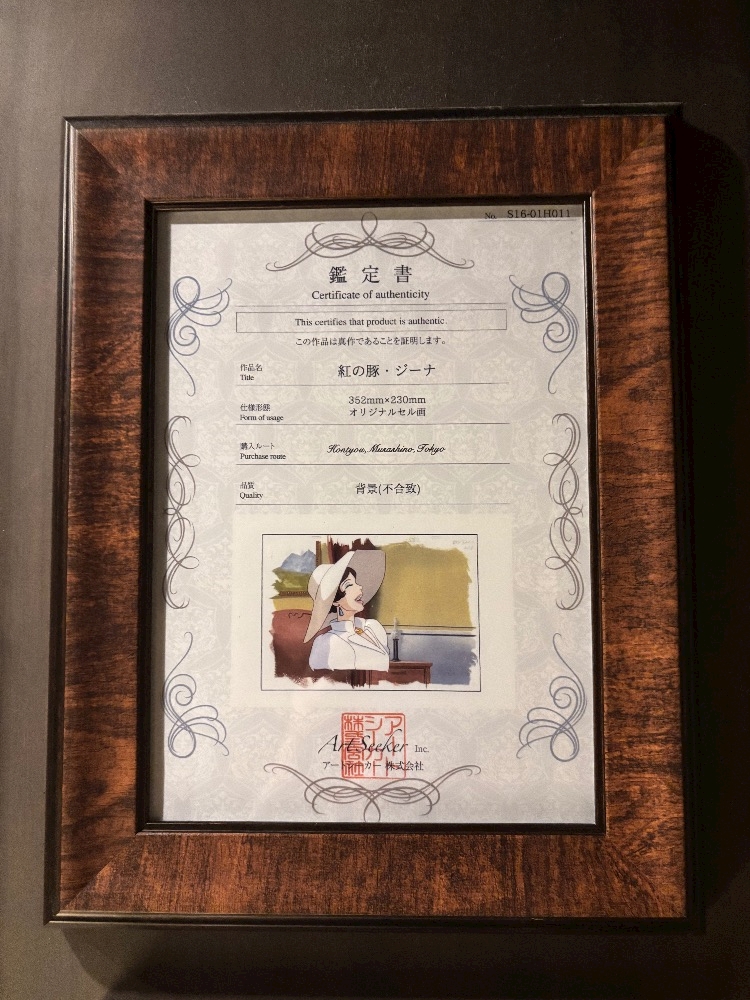 No. S16-01H011
鑑定書
Certificate of authenticity
This certifies that product is authentic.
この作品は真作であることを証明します。
作品名
Title
紅の豚・ジーナ
仕様形態
Form of usage
352mm×230mm
オリジナルセル画
購入ルート
Purchase route
Hontyou, Musashino, Tokyo
品質
Quality
背景(不合致)
Art Seeker Inc.
アートシーカー 株式会社